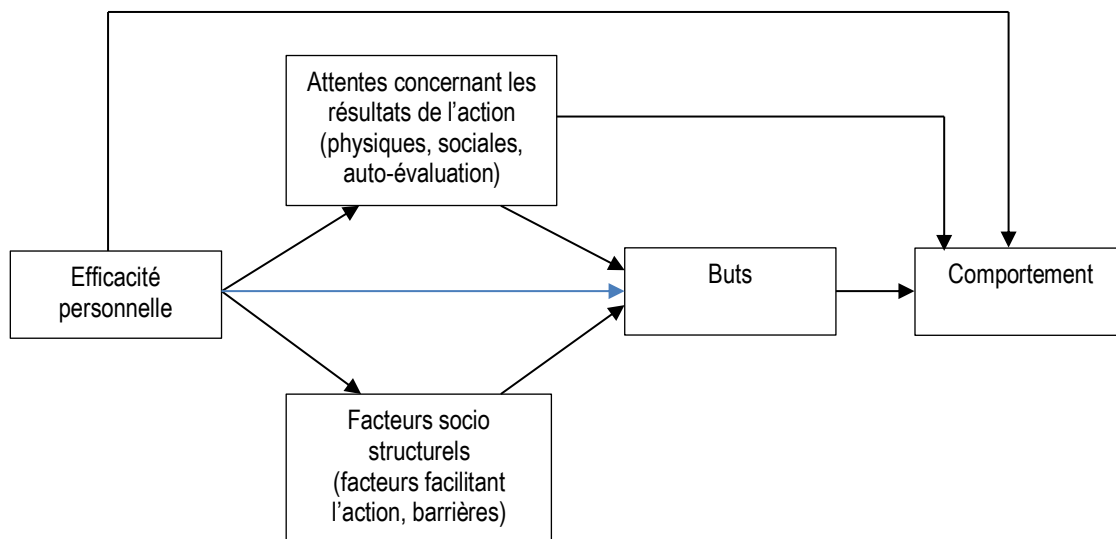 Attentes concernant les
résultats de l’action
(physiques, sociales,
auto-évaluation)
Efficacité
personnelle
Buts
Comportement
Facteurs socio
structurels
(facteurs facilitant
l’action, barrières)